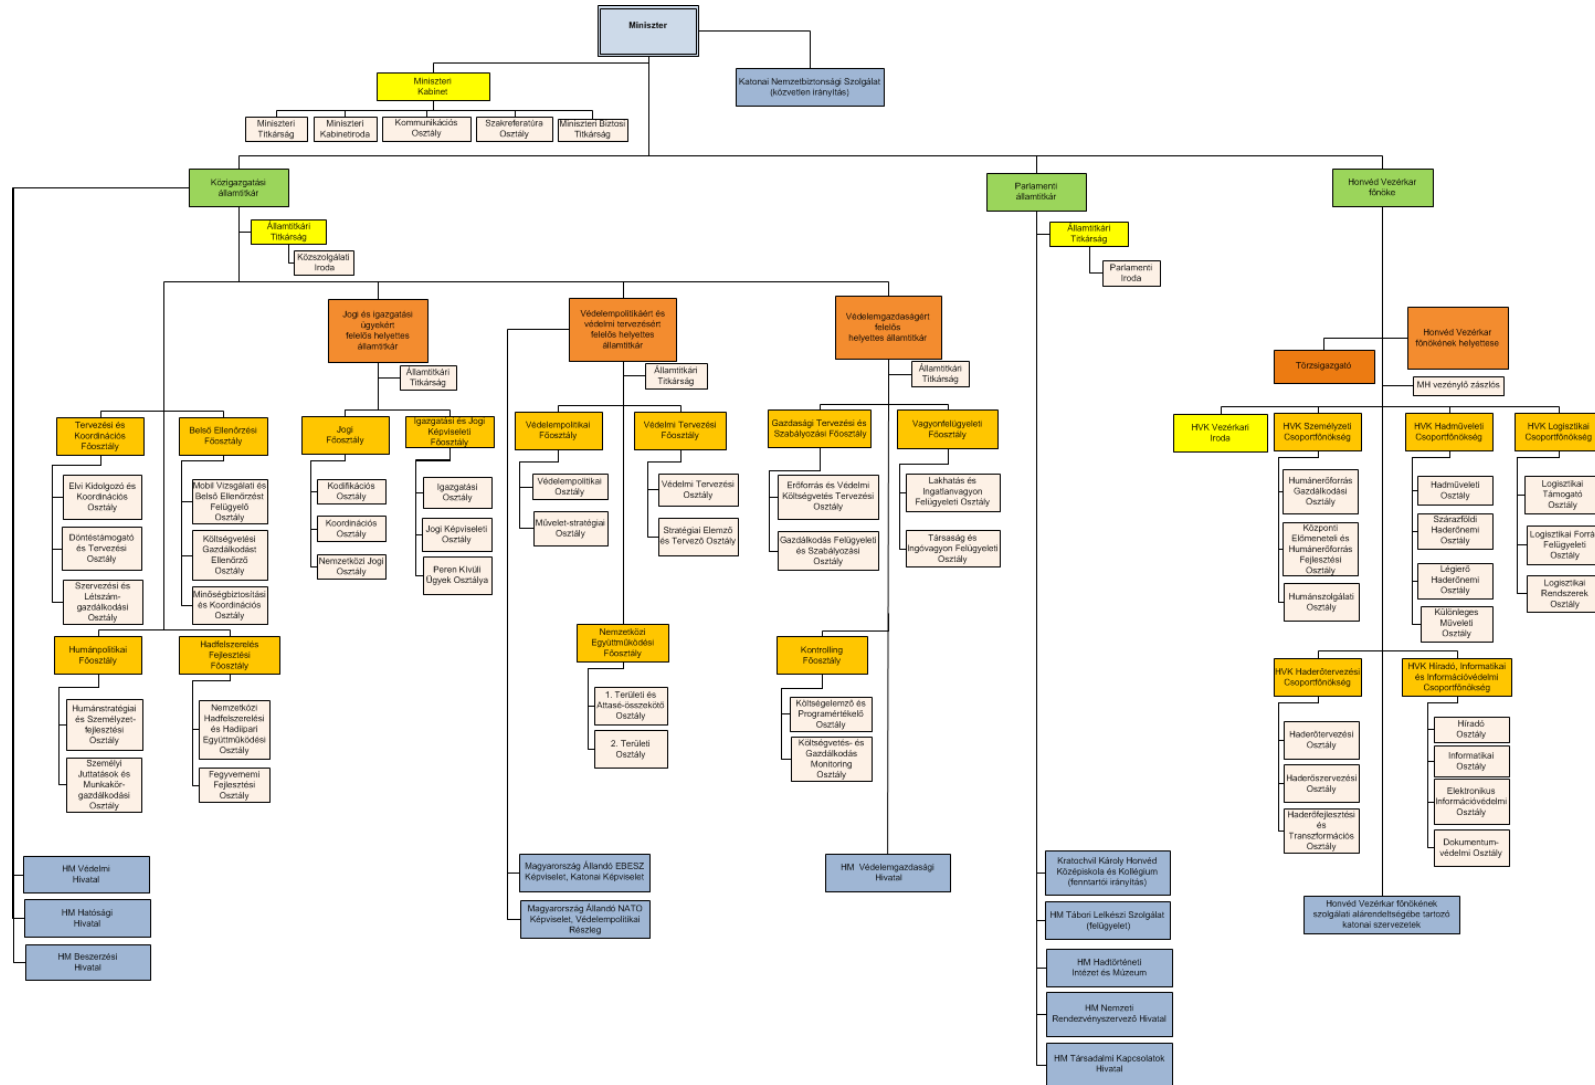 Miniszter
Miniszteri
Kabinet
Katonai Nemzetbiztonsági Szolgálat
(közvetlen irányítás)
Miniszteri
Titkárság
Miniszteri
Kabinetiroda
Kommunikációs
Osztály
Szakreferatúra
Osztály
Miniszteri Biztosi
Titkárság
Közigazgatási
államtitkár
Parlamenti
államtitkár
Honvéd Vezérkar
főnöke
Államtitkári
Titkárság
Közszolgálati
Iroda
Államtitkári
Titkárság
Parlamenti
Iroda
Jogi és igazgatási
ügyekért
felelős helyettes
államtitkár
Védelempolitikáért és
védelmi tervezésért
felelős helyettes
államtitkár
Védelemgazdaságért
felelős
helyettes államtitkár
Honvéd Vezérkar
főnökének helyettese
Törzsigazgató
MH vezénylő zászlós
Államtitkári
Titkárság
Államtitkári
Titkárság
Államtitkári
Titkárság
Tervezési és
Koordinációs
Főosztály
Belső Ellenőrzési
Főosztály
Jogi
Főosztály
Igazgatási és Jogi
Képviseleti
Főosztály
Védelempolitikai
Főosztály
Védelmi Tervezési
Főosztály
Gazdasági Tervezési és
Szabályozási Főosztály
Vagyonfelügyeleti
Főosztály
HVK Vezérkari
Iroda
HVK Személyzeti
Csoportfőnökség
HVK Hadműveleti
Csoportfőnökség
HVK Logisztikai
Csoportfőnökség
Elvi Kidolgozó és
Koordinációs
Osztály
Döntéstámogató
és Tervezési
Osztály
Szervezési és
Létszám-
gazdálkodási
Osztály
Mobil Vizsgálati és
Belső Ellenőrzést
Felügyelő
Osztály
Költségvetési
Gazdálkodást
Ellenőrző
Osztály
Minőségbiztosítási
és Koordinációs
Osztály
Kodifikációs
Osztály
Koordinációs
Osztály
Nemzetközi Jogi
Osztály
Igazgatási
Osztály
Jogi Képviseleti
Osztály
Peren Kívüli
Ügyek Osztálya
Védelempolitikai
Osztály
Művelet-stratégiai
Osztály
Védelmi Tervezési
Osztály
Stratégiai Elemző
és Tervező Osztály
Erőforrás és Védelmi
Költségvetés Tervezési
Osztály
Gazdálkodás Felügyeleti
és Szabályozási
Osztály
Lakhatás és
Ingatlanvagyon
Felügyeleti Osztály
Társaság és
Ingóvagyon Felügyeleti
Osztály
Humánerőforrás
Gazdálkodási
Osztály
Központi
Előmeneteli és
Humánerőforrás
Fejlesztési
Osztály
Humánszolgálati
Osztály
Hadműveleti
Osztály
Szárazföldi
Haderőnemi
Osztály
Légierő
Haderőnemi
Osztály
Különleges
Műveleti
Osztály
Logisztikai
Támogató
Osztály
Logisztikai Forrás
Felügyeleti
Osztály
Logisztikai
Rendszerek
Osztály
Humánpolitikai
Főosztály
Hadfelszerelés
Fejlesztési
Főosztály
Nemzetközi
Együttműködési
Főosztály
Kontrolling
Főosztály
HVK Haderőtervezési
Csoportfőnökség
HVK Híradó, Informatikai
és Információvédelmi
Csoportfőnökség
Humánstratégiai
és Személyzet-
fejlesztési
Osztály
Személyi
Juttatások és
Munkakör-
gazdálkodási
Osztály
Nemzetközi
Hadfelszerelési
és Hadiipari
Együttműködési
Osztály
Fegyvernemi
Fejlesztési
Osztály
1. Területi és
Attasé-összekötő
Osztály
2. Területi
Osztály
Költségelemző és
Programértékelő
Osztály
Költségvetés- és
Gazdálkodás
Monitoring
Osztály
Haderőtervezési
Osztály
Haderőszervezési
Osztály
Haderőfejlesztési
és
Transzformációs
Osztály
Híradó
Osztály
Informatikai
Osztály
Elektronikus
Információvédelmi
Osztály
Dokumentum-
védelmi Osztály
HM Védelmi
Hivatal
HM Hatósági
Hivatal
HM Beszerzési
Hivatal
Magyarország Állandó EBESZ
Képviselet, Katonai Képviselet
Magyarország Állandó NATO
Képviselet, Védelempolitikai
Részleg
HM Védelemgazdasági
Hivatal
Kratochvil Károly Honvéd
Középiskola és Kollégium
(fenntartói irányítás)
HM Tábori Lelkészi Szolgálat
(felügyelet)
HM Hadtörténeti
Intézet és Múzeum
HM Nemzeti
Rendezvényszervező Hivatal
HM Társadalmi Kapcsolatok
Hivatal
Honvéd Vezérkar főnökének
szolgálati alárendeltségébe tartozó
katonai szervezetek